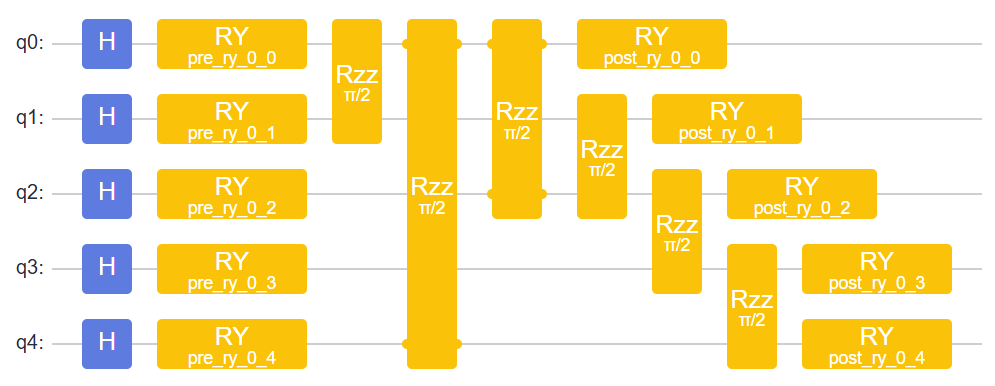 q0: H RY Rzz RY
pre_ry_0_0 π/2 post_ry_0_0
q1: H RY Rzz Rzz RY
pre_ry_0_1 π/2 π/2 post_ry_0_1
q2: H RY Rzz Rzz RY
pre_ry_0_2 π/2 π/2 post_ry_0_2
q3: H RY Rzz RY
pre_ry_0_3 π/2 post_ry_0_3
q4: H RY RY
pre_ry_0_4 post_ry_0_4